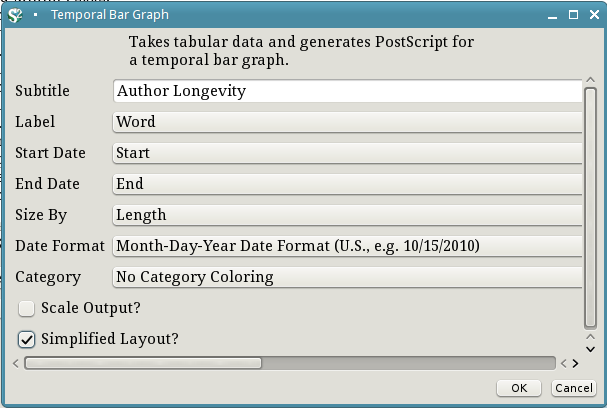 Temporal Bar Graph
Takes tabular data and generates PostScript for
a temporal bar graph.
Subtitle Author Longevity
Label Word
Start Date Start
End Date End
Size By Length
Date Format Month-Day-Year Date Format (U.S., e.g. 10/15/2010)
Category No Category Coloring
Scale Output?
Simplified Layout?
OK Cancel